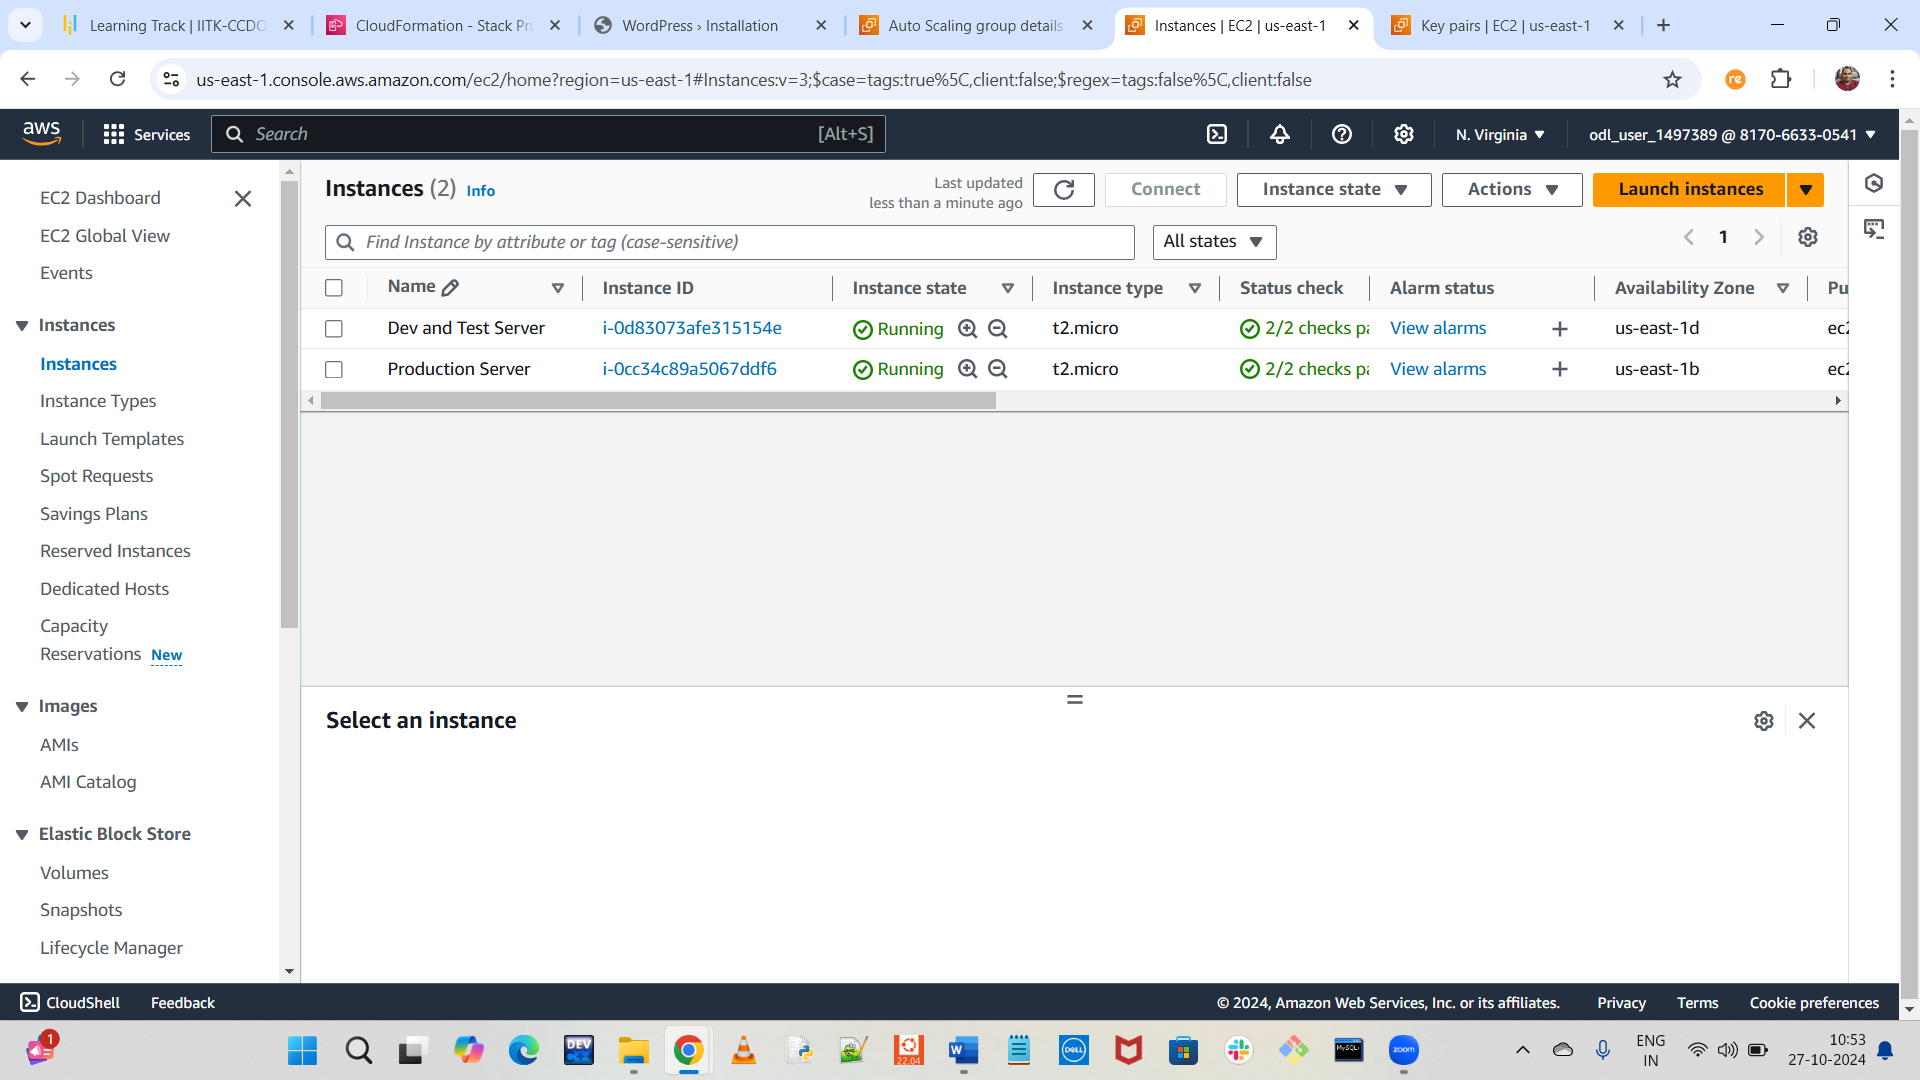 Learning Track | IITK-CCDO
CloudFormation - Stack Pr
WordPress › Installation
Auto Scaling group details
Instances | EC2 | us-east-1
Key pairs | EC2 | us-east-1
us-east-1.console.aws.amazon.com/ec2/home?region=us-east-1#Instances:v=3;$case=tags:true%5C,client:false;$regex=tags:false%5C,client:false
re
aws
Services
Search
[Alt+S]
N. Virginia
odl_user_1497389 @ 8170-6633-0541
EC2 Dashboard
EC2 Global View
Events
Instances
Instances
Instance Types
Launch Templates
Spot Requests
Savings Plans
Reserved Instances
Dedicated Hosts
Capacity
Reservations New
Images
AMIs
AMI Catalog
Elastic Block Store
Volumes
Snapshots
Lifecycle Manager
Instances (2) Info
Last updated
less than a minute ago
Connect
Instance state
Actions
Launch instances
Find Instance by attribute or tag (case-sensitive)
All states
1
Name Instance ID Instance state Instance type Status check Alarm status Availability Zone Pu
Dev and Test Server i-0d83073afe315154e Running t2.micro 2/2 checks pa View alarms + us-east-1d ec2
Production Server i-0cc34c89a5067ddf6 Running t2.micro 2/2 checks pa View alarms + us-east-1b ec2
Select an instance
CloudShell Feedback © 2024, Amazon Web Services, Inc. or its affiliates. Privacy Terms Cookie preferences
1
DEV
C++
22.04
W
DELL
MySQL
zoom
ENG
IN
10:53
27-10-2024